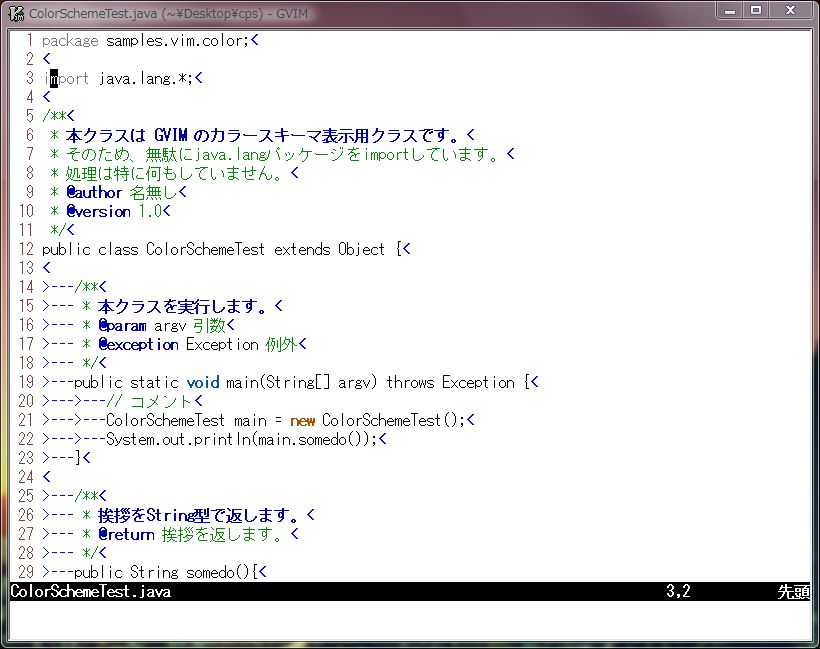 ColorSchemeTest.java (~¥Desktop¥cps) - GVIM
1 package samples.vim.color;<
2 <
3 import java.lang.*;<
4 <
5 /**<
6  * 本クラスは GVIM のカラースキーマ表示用クラスです。<
7  * そのため、無駄にjava.langパッケージをimportしています。<
8  * 処理は特に何もしていません。<
9  * @author 名無し<
10  * @version 1.0<
11  */<
12 public class ColorSchemeTest extends Object {<
13 <
14 >---/**<
15 >--- * 本クラスを実行します。<
16 >--- * @param argv 引数<
17 >--- * @exception Exception 例外<
18 >--- */<
19 >---public static void main(String[] argv) throws Exception {<
20 >--->---// コメント<
21 >--->---ColorSchemeTest main = new ColorSchemeTest();<
22 >--->---System.out.println(main.somedo());<
23 >---}<
24 <
25 >---/**<
26 >--- * 挨拶をString型で返します。<
27 >--- * @return 挨拶を返します。<
28 >--- */<
29 >---public String somedo(){<
ColorSchemeTest.java 3,2 先頭